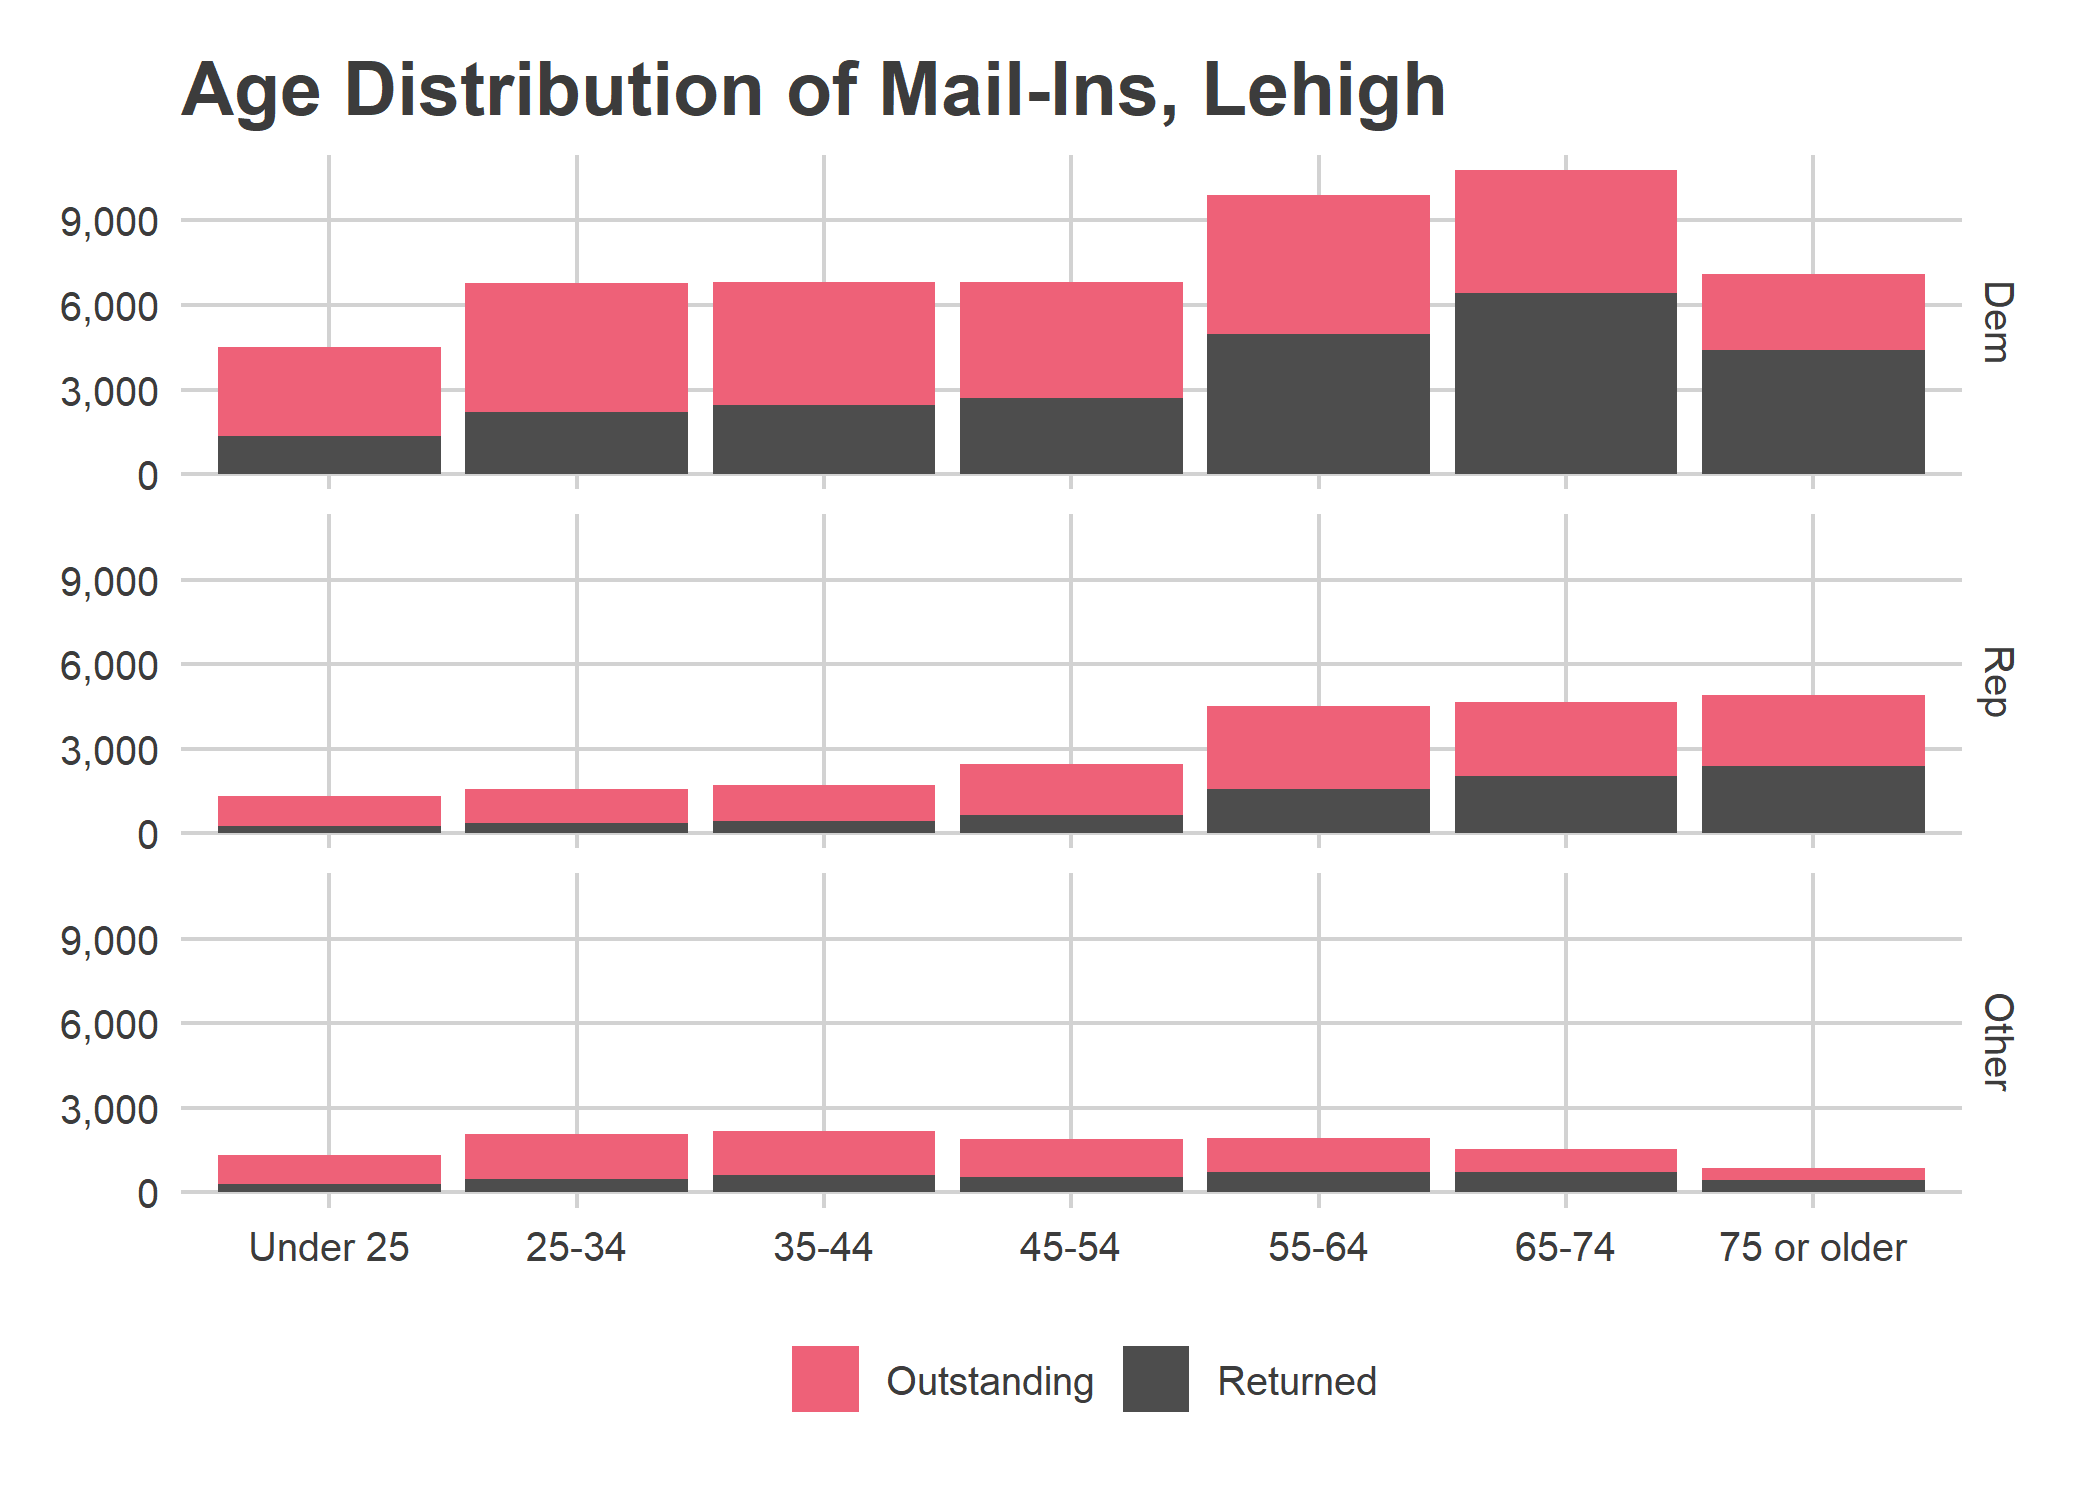 Age Distribution of Mail-Ins, Lehigh
9,000
6,000
3,000
0
Dem
9,000
6,000
3,000
0
Rep
9,000
6,000
3,000
0
Other
Under 25 25-34 35-44 45-54 55-64 65-74 75 or older
Outstanding Returned